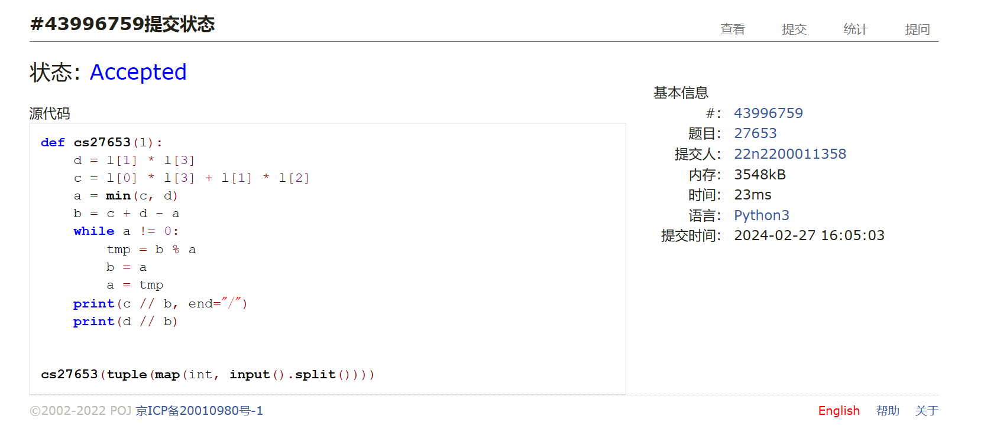 #43996759提交状态
查看 提交 统计 提问
状态: Accepted
源代码
def cs27653(l):
    d = l[1] * l[3]
    c = l[0] * l[3] + l[1] * l[2]
    a = min(c, d)
    b = c + d - a
    while a != 0:
        tmp = b % a
        b = a
        a = tmp
    print(c // b, end="/")
    print(d // b)
cs27653(tuple(map(int, input().split())))
基本信息
#: 43996759
题目: 27653
提交人: 22n2200011358
内存: 3548kB
时间: 23ms
语言: Python3
提交时间: 2024-02-27 16:05:03
©2002-2022 POJ 京ICP备20010980号-1
English 帮助 关于